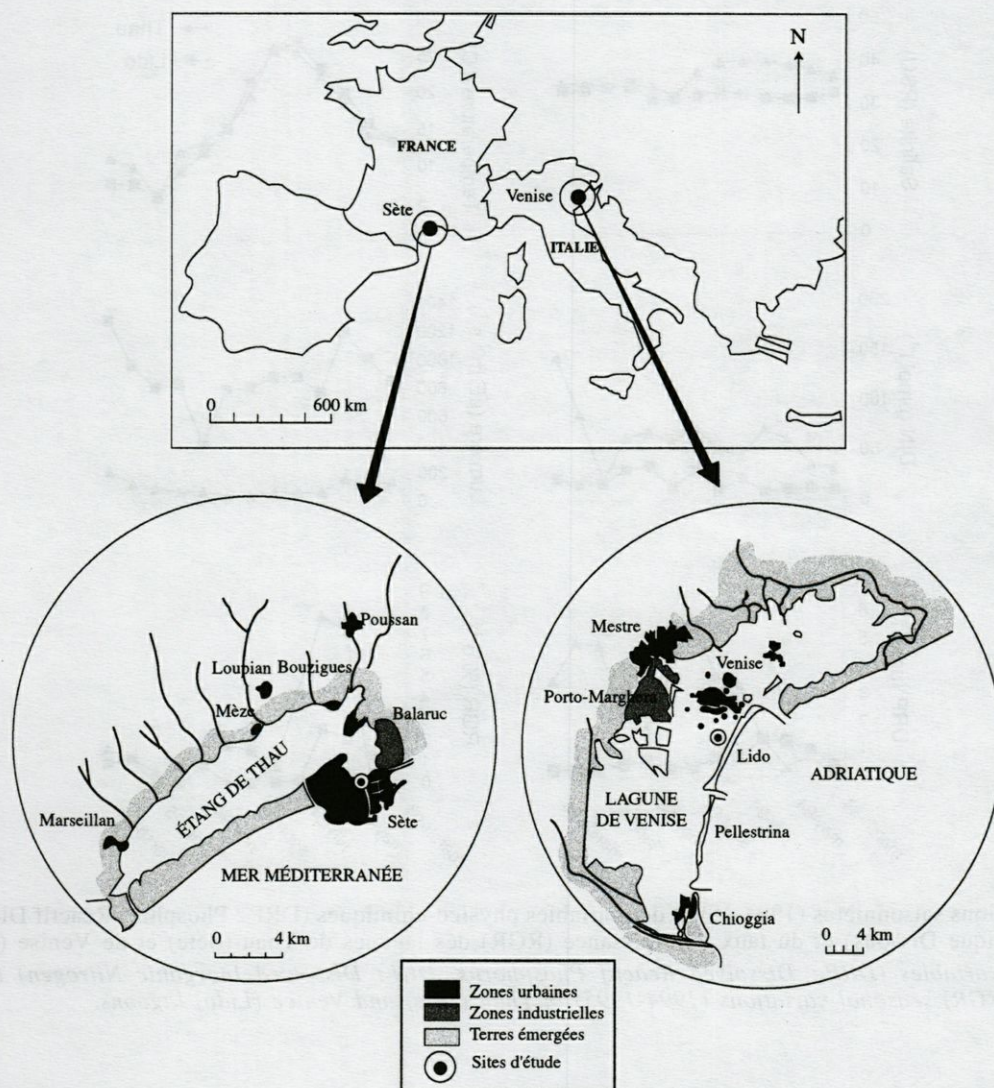 N
FRANCE
Venise
Sète
ITALIE
0 600 km
Poussan
Loupian Bouzigues
Mèze
Balaruc
ÉTANG DE THAU
Marseillan
Sète
MER MÉDITERRANÉE
0 4 km
Mestre
Venise
Porto-Marghera
Lido
ADRIATIQUE
LAGUNE
DE VENISE
Pellestrina
Chioggia
0 4 km
Zones urbaines
Zones industrielles
Terres émergées
Sites d'étude